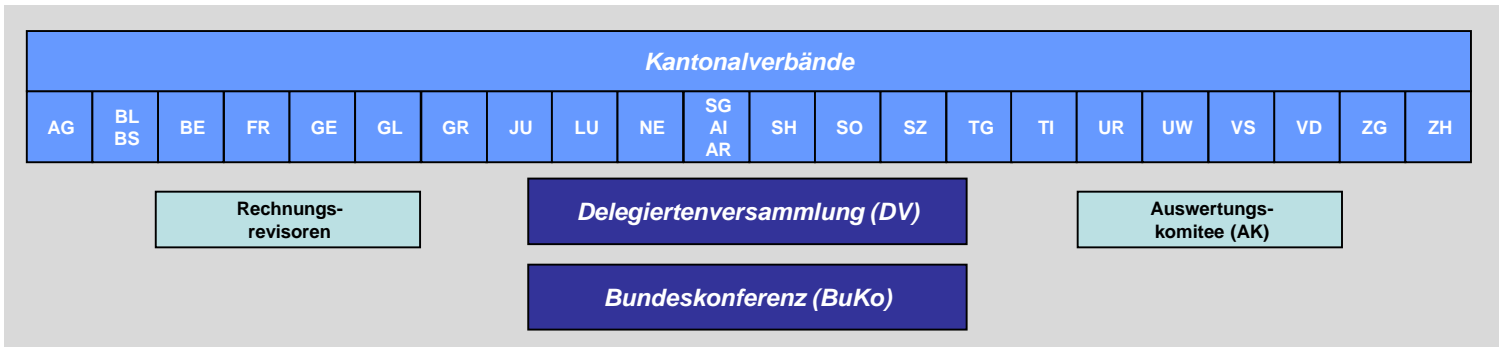 Kantonalverbände
AG
BL
BS
BE
FR
GE
GL
GR
JU
LU
NE
SG
AI
AR
SH
SO
SZ
TG
TI
UR
UW
VS
VD
ZG
ZH
Rechnungs-
revisoren
Delegiertenversammlung (DV)
Auswertungs-
komitee (AK)
Bundeskonferenz (BuKo)